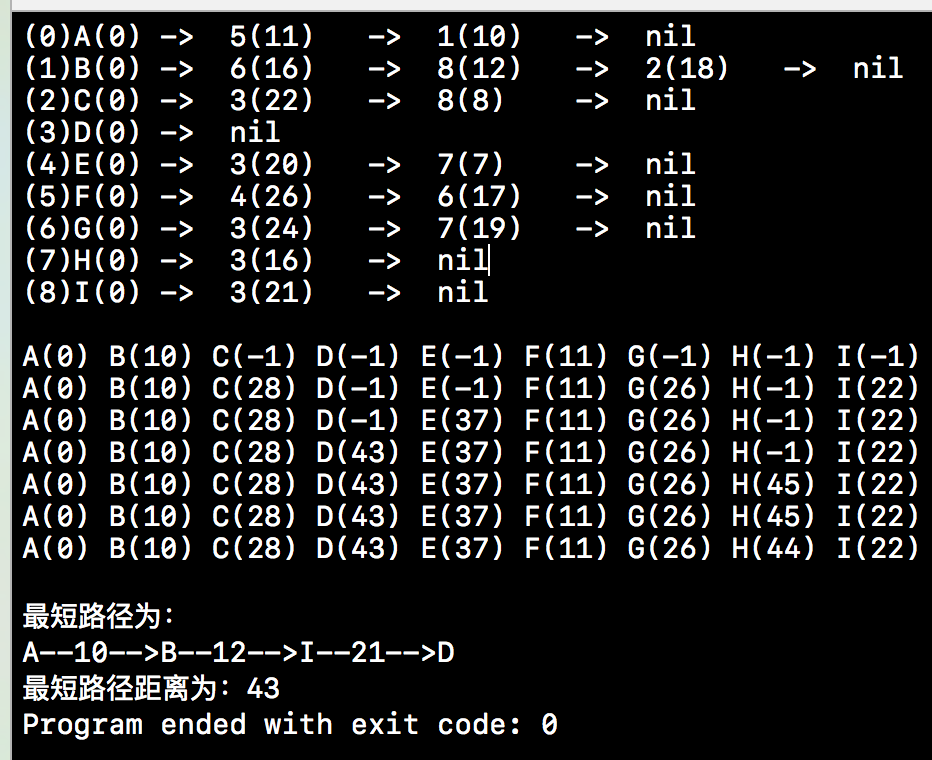 (0)A(0) -> 5(11) -> 1(10) -> nil
(1)B(0) -> 6(16) -> 8(12) -> 2(18) -> nil
(2)C(0) -> 3(22) -> 8(8) -> nil
(3)D(0) -> nil
(4)E(0) -> 3(20) -> 7(7) -> nil
(5)F(0) -> 4(26) -> 6(17) -> nil
(6)G(0) -> 3(24) -> 7(19) -> nil
(7)H(0) -> 3(16) -> nil
(8)I(0) -> 3(21) -> nil
A(0) B(10) C(-1) D(-1) E(-1) F(11) G(-1) H(-1) I(-1)
A(0) B(10) C(28) D(-1) E(-1) F(11) G(26) H(-1) I(22)
A(0) B(10) C(28) D(-1) E(37) F(11) G(26) H(-1) I(22)
A(0) B(10) C(28) D(43) E(37) F(11) G(26) H(-1) I(22)
A(0) B(10) C(28) D(43) E(37) F(11) G(26) H(45) I(22)
A(0) B(10) C(28) D(43) E(37) F(11) G(26) H(45) I(22)
A(0) B(10) C(28) D(43) E(37) F(11) G(26) H(44) I(22)
最短路径为：
A--10-->B--12-->I--21-->D
最短路径距离为：43
Program ended with exit code: 0